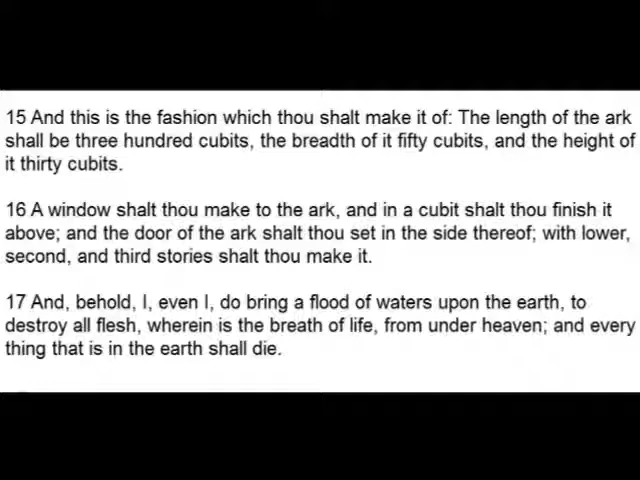 15 And this is the fashion which thou shalt make it of: The length of the ark
shall be three hundred cubits, the breadth of it fifty cubits, and the height of
it thirty cubits.
16 A window shalt thou make to the ark, and in a cubit shalt thou finish it
above; and the door of the ark shalt thou set in the side thereof; with lower,
second, and third stories shalt thou make it.
17 And, behold, I, even I, do bring a flood of waters upon the earth, to
destroy all flesh, wherein is the breath of life, from under heaven; and every
thing that is in the earth shall die.